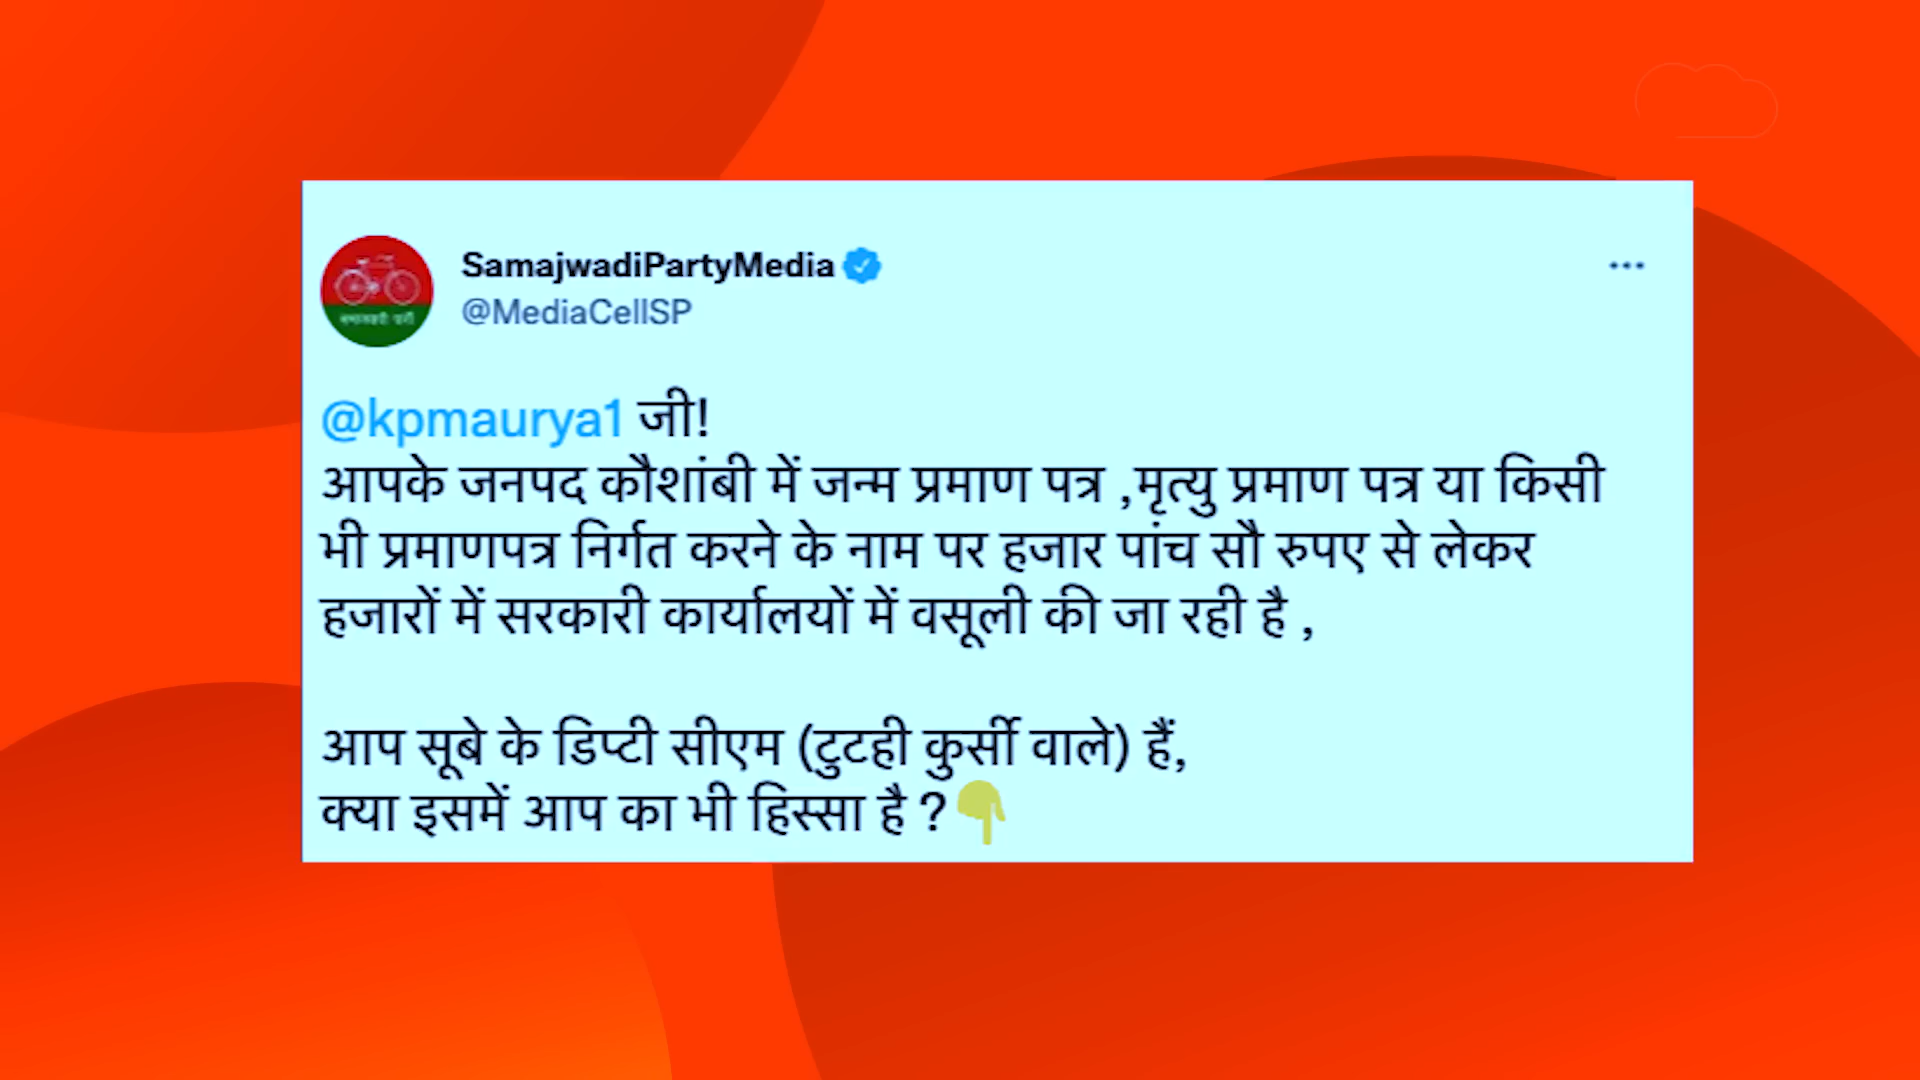 SamajwadiPartyMedia
@MediaCellSP
@kpmaurya1 जी!
आपके जनपद कौशांबी में जन्म प्रमाण पत्र ,मृत्यु प्रमाण पत्र या किसी
भी प्रमाणपत्र निर्गत करने के नाम पर हजार पांच सौ रुपए से लेकर
हजारों में सरकारी कार्यालयों में वसूली की जा रही है ,
आप सूबे के डिप्टी सीएम (टुटही कुर्सी वाले) हैं,
क्या इसमें आप का भी हिस्सा है ?